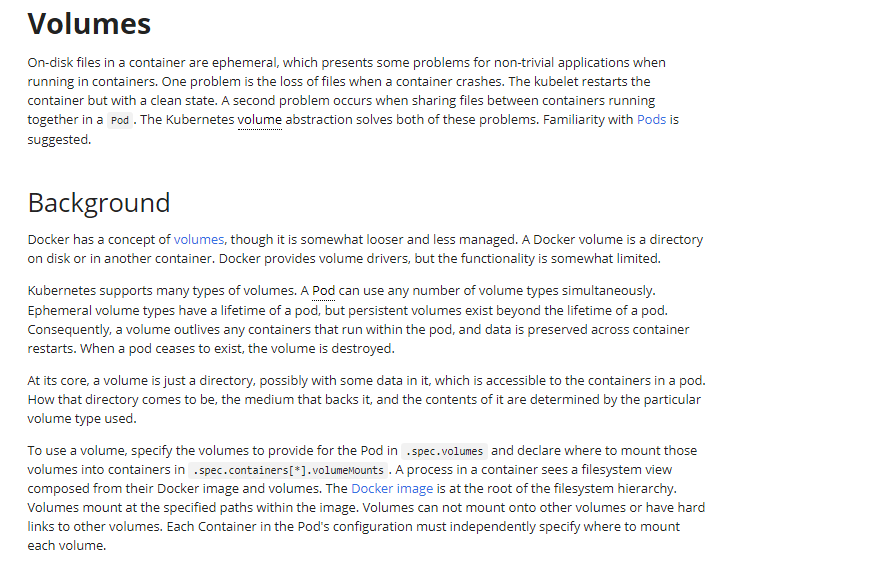 Volumes
On-disk files in a container are ephemeral, which presents some problems for non-trivial applications when
running in containers. One problem is the loss of files when a container crashes. The kubelet restarts the
container but with a clean state. A second problem occurs when sharing files between containers running
together in a Pod. The Kubernetes volume abstraction solves both of these problems. Familiarity with Pods is
suggested.
Background
Docker has a concept of volumes, though it is somewhat looser and less managed. A Docker volume is a directory
on disk or in another container. Docker provides volume drivers, but the functionality is somewhat limited.
Kubernetes supports many types of volumes. A Pod can use any number of volume types simultaneously.
Ephemeral volume types have a lifetime of a pod, but persistent volumes exist beyond the lifetime of a pod.
Consequently, a volume outlives any containers that run within the pod, and data is preserved across container
restarts. When a pod ceases to exist, the volume is destroyed.
At its core, a volume is just a directory, possibly with some data in it, which is accessible to the containers in a pod.
How that directory comes to be, the medium that backs it, and the contents of it are determined by the particular
volume type used.
To use a volume, specify the volumes to provide for the Pod in .spec.volumes and declare where to mount those
volumes into containers in .spec.containers[*].volumeMounts. A process in a container sees a filesystem view
composed from their Docker image and volumes. The Docker image is at the root of the filesystem hierarchy.
Volumes mount at the specified paths within the image. Volumes can not mount onto other volumes or have hard
links to other volumes. Each Container in the Pod's configuration must independently specify where to mount
each volume.